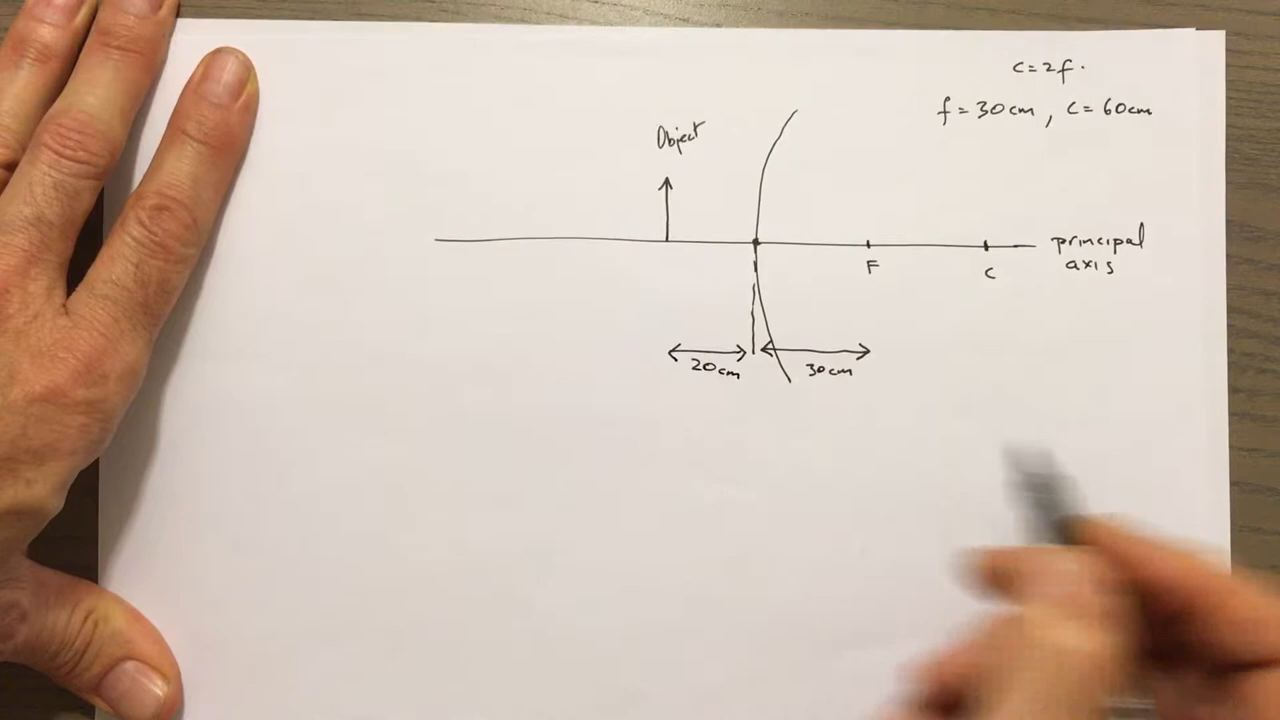 c=2f.
f=30cm, C=60cm
Object
principal
axis
F
C
20cm
30cm